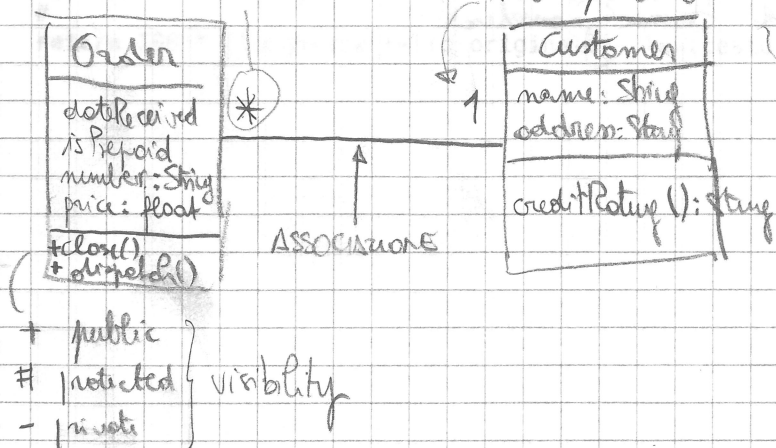 Order
dateReceived
isPrepaid
number: String
price: float
+close()
+ dispatch()
*
1
ASSOCIAZIONE
Customer
name: String
address: String
creditRating(): String
+ public
# protected
- private
visibility